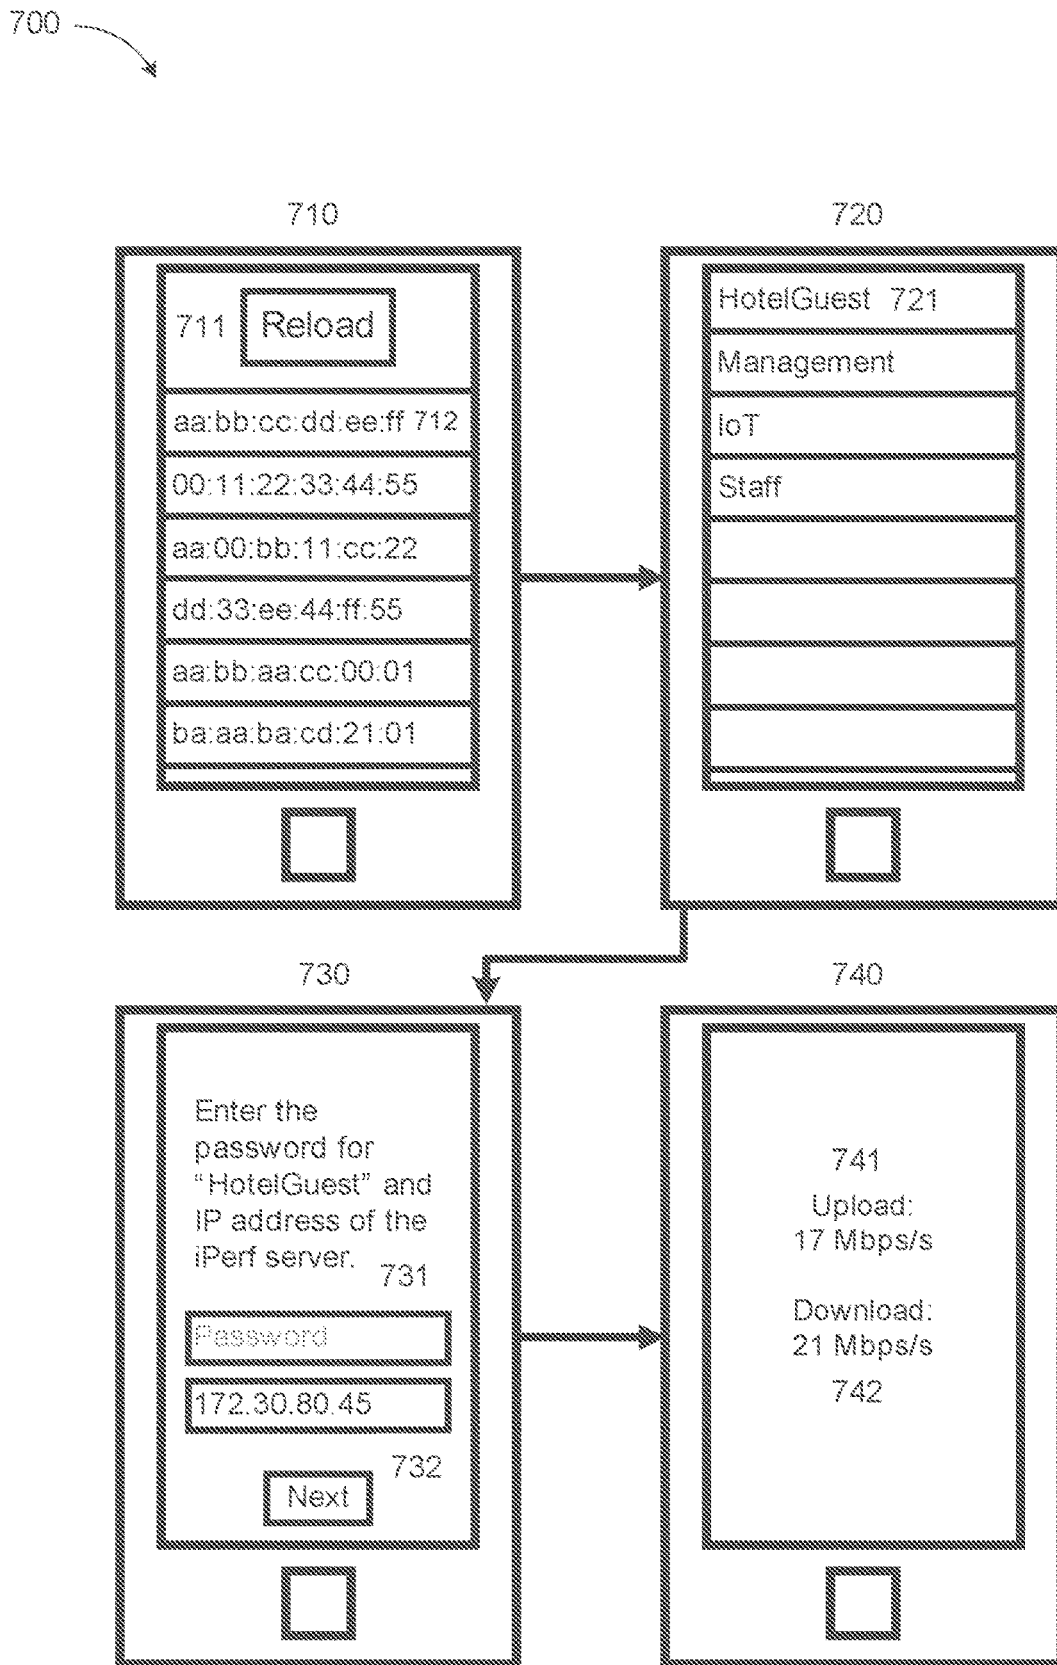 700
710
711 Reload
aa:bb:cc:dd:ee:ff 712
00:11:22:33:44:55
aa:00:bb:11:cc:22
dd:33:ee:44:ff:55
aa:bb:aa:cc:00:01
ba:aa:ba:cd:21:01
720
HotelGuest 721
Management
IoT
Staff
730
Enter the
password for
“HotelGuest” and
IP address of the
iPerf server.
731
Password
172.30.80.45
732
Next
740
741
Upload:
17 Mbps/s
Download:
21 Mbps/s
742